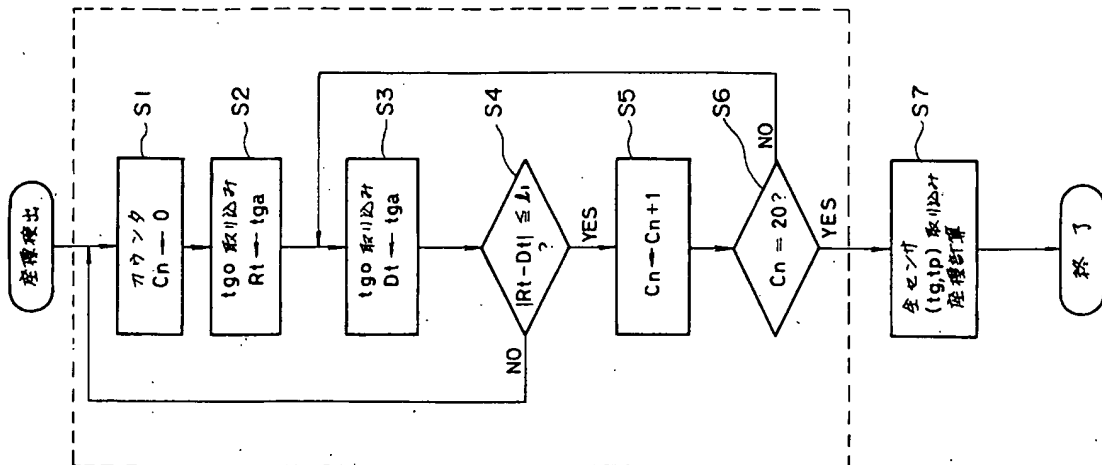 座標検出
カウンタ
Cn ← 0
S1
tgo 取り込み
Rt ← tga
S2
tgo 取り込み
Dt ← tga
S3
|Rt-Dt| ≦
?
S4
NO
YES
Cn ← Cn+1
S5
Cn = 20?
S6
NO
YES
全センサ
(tg,tp) 取り込み
座標計算
S7
終了